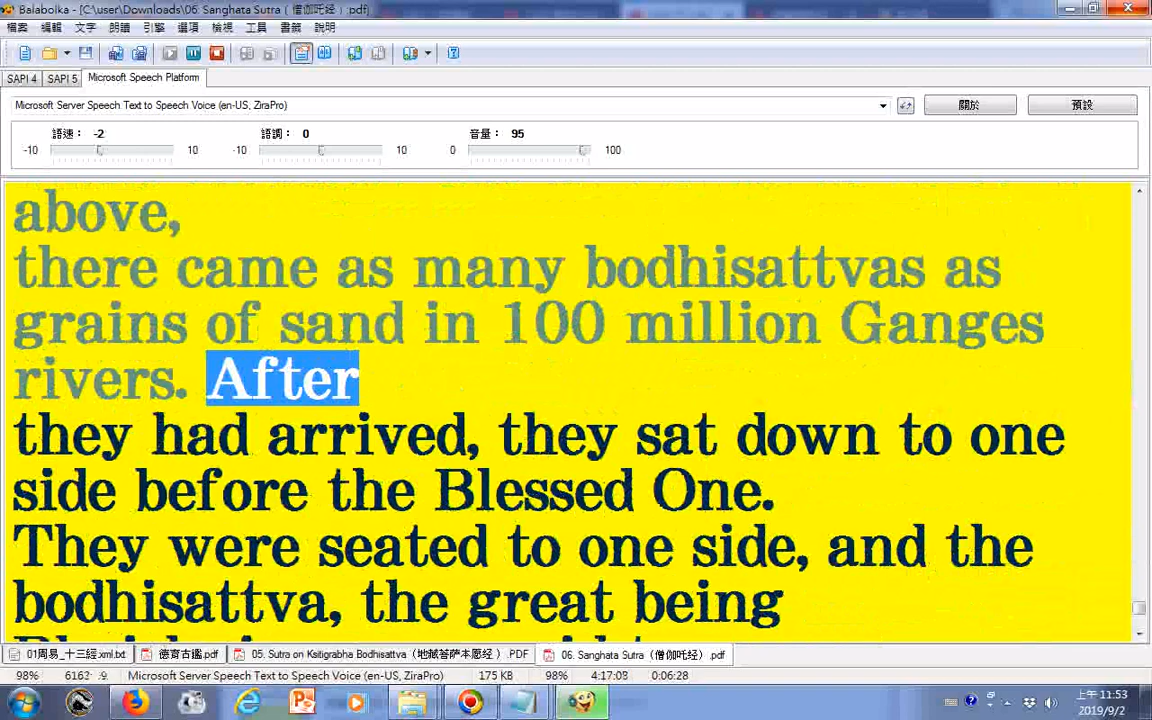 Balabolka - [C:\user\Downloads\06. Sanghata Sutra（僧伽吒经）.pdf]
檔案 編輯 文字 朗讀 引擎 選項 檢視 工具 書籤 說明
SAPI 4 SAPI 5 Microsoft Speech Platform
Microsoft Server Speech Text to Speech Voice (en-US, ZiraPro) 關於 預設
語速： -2 語調： 0 音量： 95
-10 10 -10 10 0 100
above,
there came as many bodhisattvas as
grains of sand in 100 million Ganges
rivers. After
they had arrived, they sat down to one
side before the Blessed One.
They were seated to one side, and the
bodhisattva, the great being
01周易_十三經.xml.txt 德育古鑑.pdf 05. Sutra on Ksitigrabha Bodhisattva（地藏菩萨本愿经）.PDF 06. Sanghata Sutra（僧伽吒经）.pdf
98% Microsoft Server Speech Text to Speech Voice (en-US, ZiraPro) 175 KB 98% 4:17:03 0:06:28
上午 11:53
2019/9/2